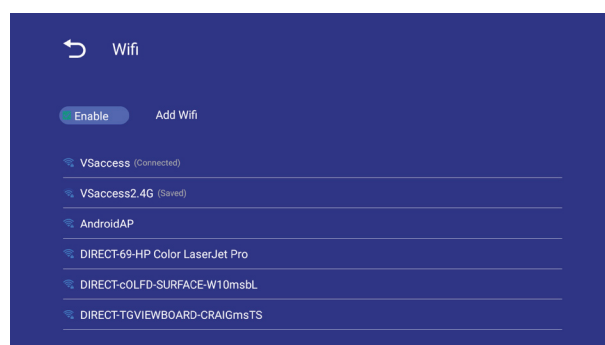 Wifi
Enable Add Wifi
VSaccess (Connected)
VSaccess2.4G (Saved)
AndroidAP
DIRECT-69-HP Color LaserJet Pro
DIRECT-cOLFD-SURFACE-W10msbL
DIRECT-TGVIEWBOARD-CRAIGmsTS